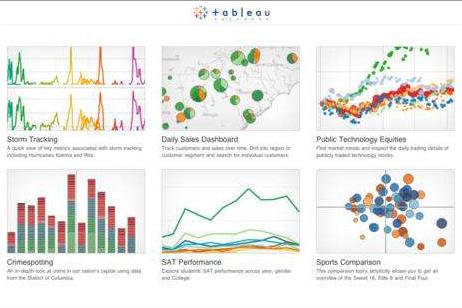 +ableau
SOFTWARE
Storm Tracking
A quick view of key metrics associated with storm tracking
including Hurricanes Katrina and Rita.
Daily Sales Dashboard
Track customers and sales over time. Drill into region or
customer segment and search for individual customers.
Public Technology Equities
Find market trends and inspect the daily trading details of
publicly traded technology stocks.
Crimespotting
An in-depth look at crime in our nation's capital using data
from the District of Columbia.
SAT Performance
Explore students' SAT performance across year, gender
and College.
Sports Comparison
This comparison tool's simplicity allows you to get an
overview of the Sweet 16, Elite 8 and Final Four.